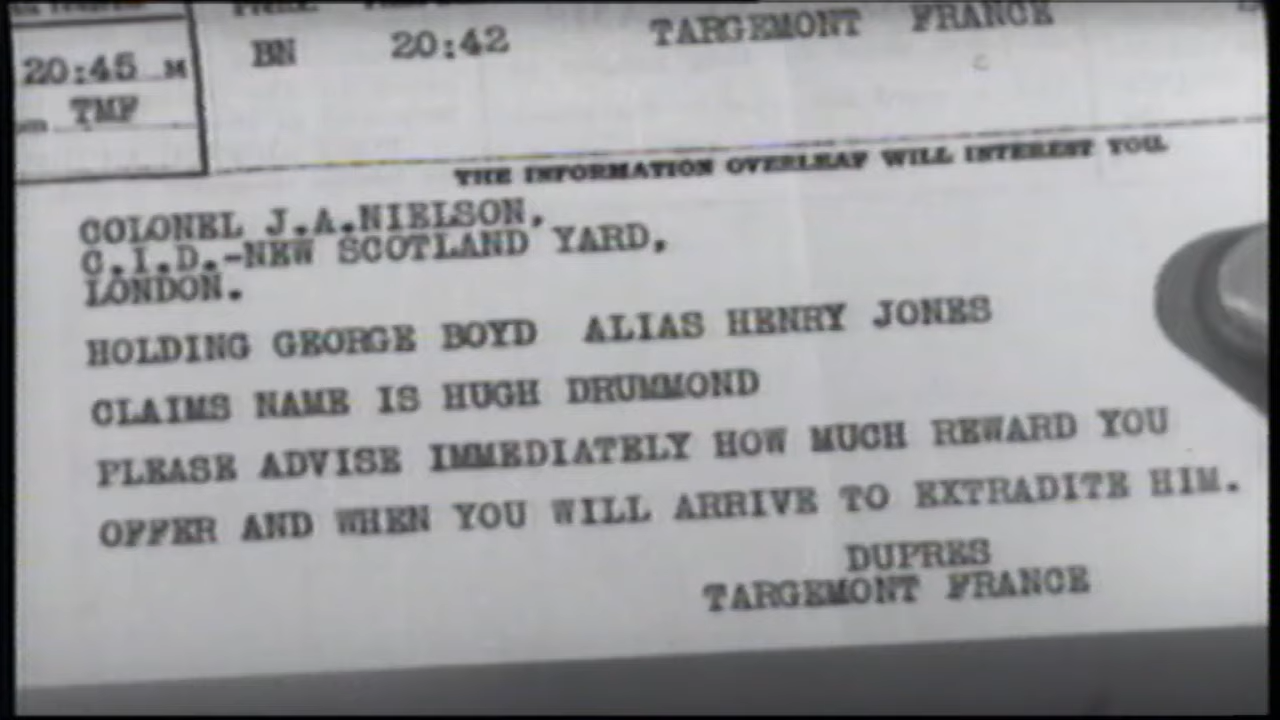 20:45 M
TMF
BN 20:42 TARGEMONT FRANCE
THE INFORMATION OVERLEAF WILL INTEREST YOU.
COLONEL J.A.NIELSON,
C.I.D.-NEW SCOTLAND YARD,
LONDON.
HOLDING GEORGE BOYD ALIAS HENRY JONES
CLAIMS NAME IS HUGH DRUMMOND
PLEASE ADVISE IMMEDIATELY HOW MUCH REWARD YOU
OFFER AND WHEN YOU WILL ARRIVE TO EXTRADITE HIM.
DUPRES
TARGEMONT FRANCE